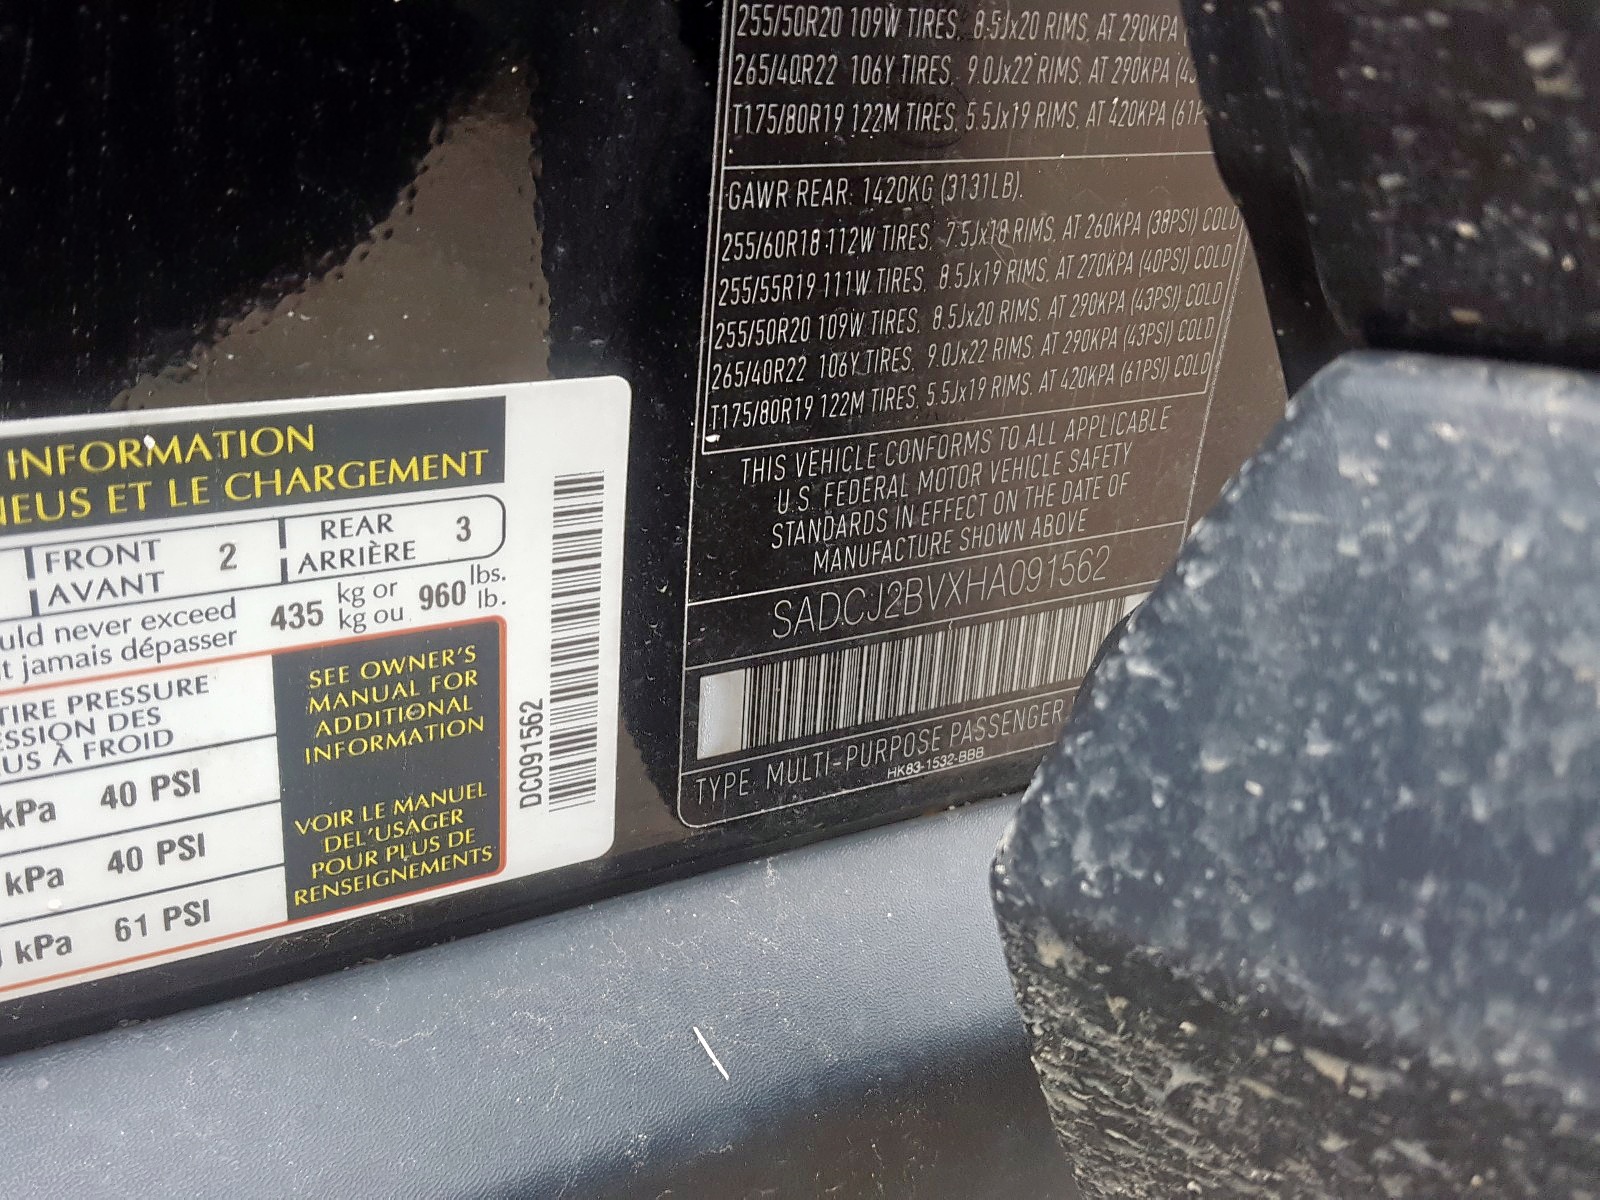 INFORMATION
NEUS ET LE CHARGEMENT
FRONT 2 REAR 3
AVANT ARRIÈRE
never exceed 435 kg or 960 lbs.
jamais dépasser kg ou lb.
TIRE PRESSURE
DES
À FROID
kPa 40 PSI
kPa 40 PSI
kPa 61 PSI
SEE OWNER'S
MANUAL FOR
ADDITIONAL
INFORMATION
VOIR LE MANUEL
DEL'USAGER
POUR PLUS DE
RENSEIGNEMENTS
DC091562
255/50R20 109W TIRES, 8.5Jx20 RIMS, AT 290KPA
265/40R22 106Y TIRES, 9.0Jx22 RIMS, AT 290KPA
T175/80R19 122M TIRES, 5.5Jx19 RIMS, AT 420KPA (61P
GAWR REAR: 1420KG (3131LB).
255/60R18 112W TIRES, 7.5Jx18 RIMS, AT 260KPA (38PSI) COLD
255/55R19 111W TIRES, 8.5Jx19 RIMS, AT 270KPA (40PSI) COLD
255/50R20 109W TIRES, 8.5Jx20 RIMS, AT 290KPA (43PSI) COLD
265/40R22 106Y TIRES, 9.0Jx22 RIMS, AT 290KPA (43PSI) COLD
T175/80R19 122M TIRES, 5.5Jx19 RIMS, AT 420KPA (61PSI) COLD
THIS VEHICLE CONFORMS TO ALL APPLICABLE
U.S. FEDERAL MOTOR VEHICLE SAFETY
STANDARDS IN EFFECT ON THE DATE OF
MANUFACTURE SHOWN ABOVE
SADCJ2BVXHA091562
TYPE: MULTI-PURPOSE PASSENGER
HK83-1532-BBB